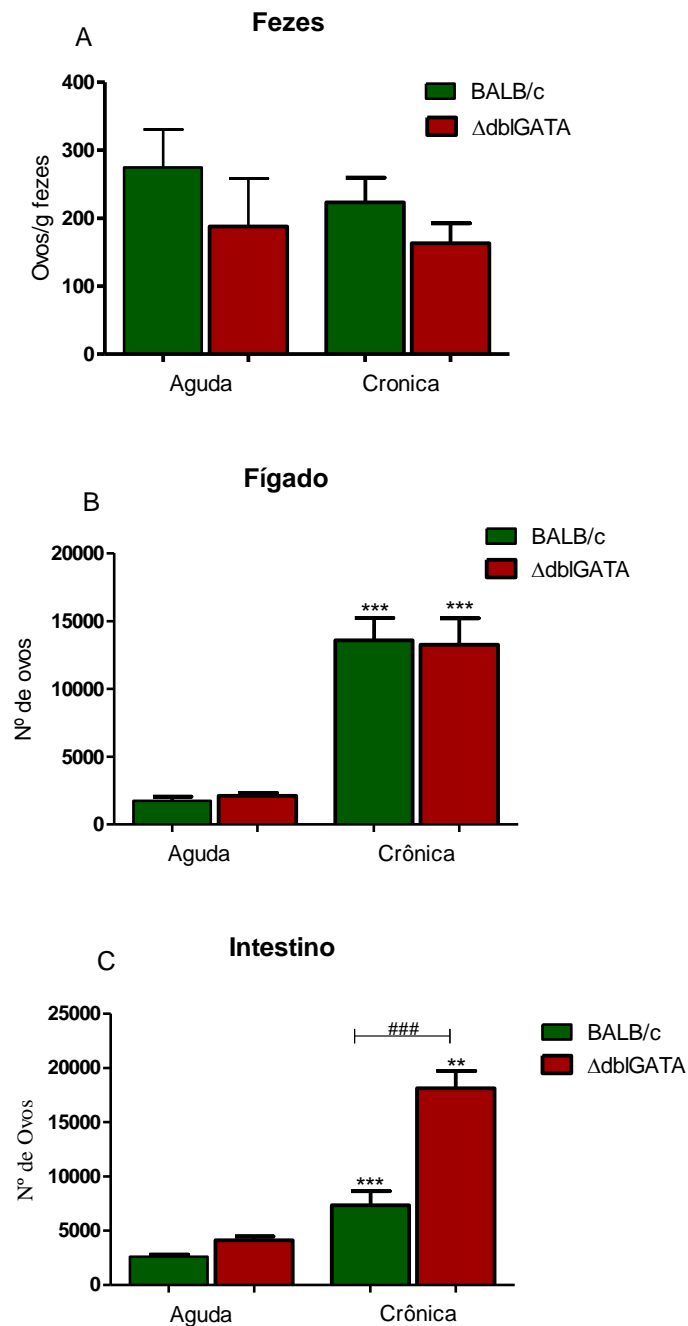 A
Fezes
BALB/c
ΔdblGATA
Ovos/g fezes
400
300
200
100
0
Aguda
Cronica
B
Fígado
BALB/c
ΔdblGATA
Nº de ovos
20000
15000
10000
5000
0
***
***
Aguda
Crônica
C
Intestino
BALB/c
ΔdblGATA
Nº de Ovos
25000
20000
15000
10000
5000
0
###
**
***
Aguda
Crônica